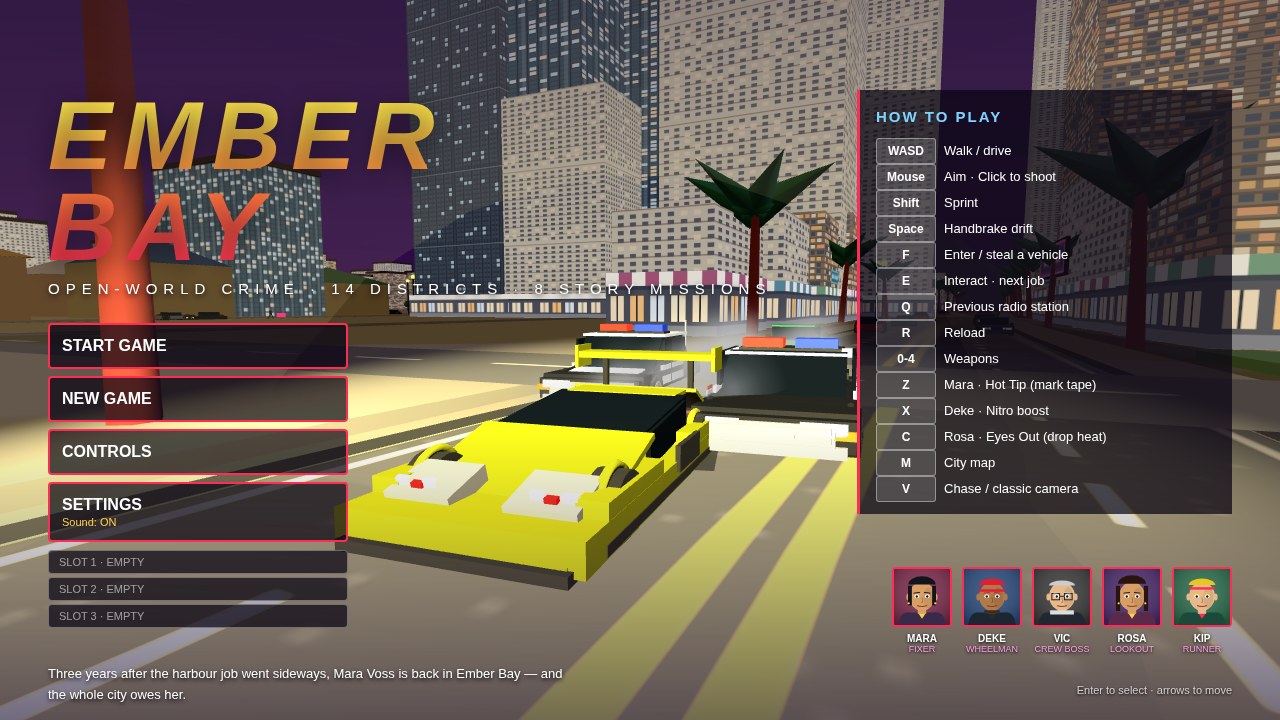 EMBER
BAY
OPEN-WORLD CRIME · 14 DISTRICTS · 8 STORY MISSIONS
START GAME
NEW GAME
CONTROLS
SETTINGS
Sound: ON
SLOT 1 · EMPTY
SLOT 2 · EMPTY
SLOT 3 · EMPTY
Three years after the harbour job went sideways, Mara Voss is back in Ember Bay — and
the whole city owes her.
HOW TO PLAY
WASD Walk / drive
Mouse Aim · Click to shoot
Shift Sprint
Space Handbrake drift
F Enter / steal a vehicle
E Interact · next job
Q Previous radio station
R Reload
0-4 Weapons
Z Mara · Hot Tip (mark tape)
X Deke · Nitro boost
C Rosa · Eyes Out (drop heat)
M City map
V Chase / classic camera
MARA DEKE VIC ROSA KIP
FIXER WHEELMAN CREW BOSS LOOKOUT RUNNER
Enter to select · arrows to move